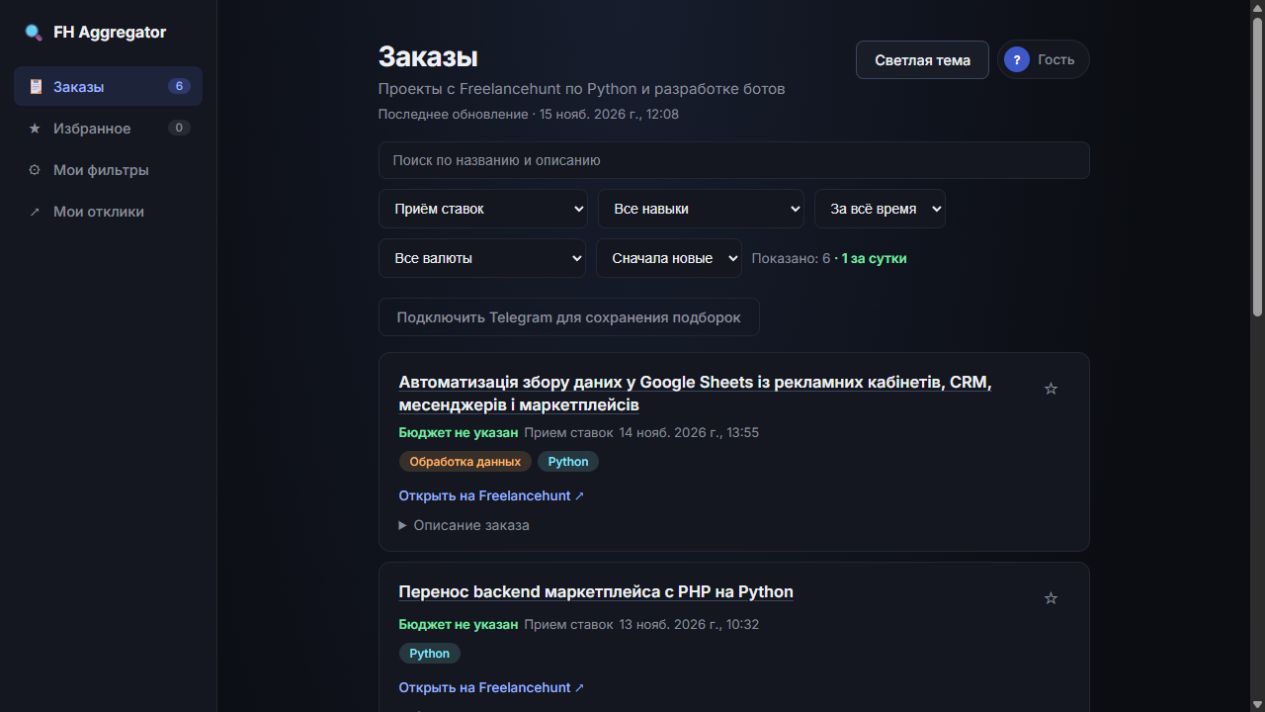 FH Aggregator
Заказы 6
Избранное 0
Мои фильтры
Мои отклики
Заказы
Светлая тема
? Гость
Проекты с Freelancehunt по Python и разработке ботов
Последнее обновление · 15 нояб. 2026 г., 12:08
Поиск по названию и описанию
Приём ставок Все навыки За всё время
Все валюты Сначала новые Показано: 6 · 1 за сутки
Подключить Telegram для сохранения подборок
Автоматизація збору даних у Google Sheets із рекламних кабінетів, CRM,
месенджерів і маркетплейсів
Бюджет не указан Прием ставок 14 нояб. 2026 г., 13:55
Обработка данных Python
Открыть на Freelancehunt ↗
▶ Описание заказа
Перенос backend маркетплейса с PHP на Python
Бюджет не указан Прием ставок 13 нояб. 2026 г., 10:32
Python
Открыть на Freelancehunt ↗